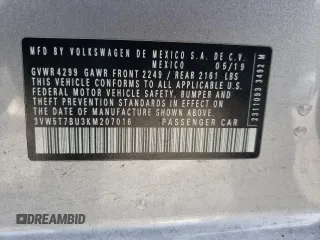 MFD. BY VOLKSWAGEN DE MEXICO S.A. DE C.V.
MEXICO 05/19
GVWR 4299 GAWR FRONT 2249 / REAR 2161 LBS
THIS VEHICLE CONFORMS TO ALL APPLICABLE
FEDERAL MOTOR VEHICLE SAFETY, BUMPER AND
THEFT PREVENTION STANDARDS IN EFFECT ON
THE DATE OF MANUFACTURE SHOWN ABOVE
3VW5T7BU3KM207016 PASSENGER CAR
2311003 3492 M
DREAMBID